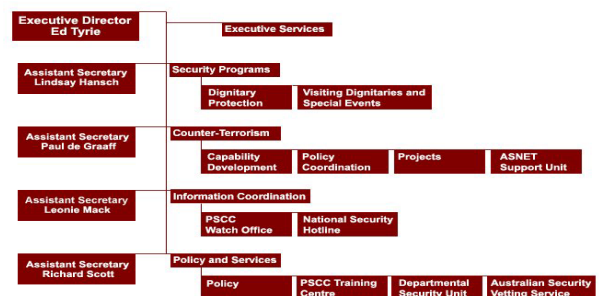 Executive Director
Ed Tyrie
Executive Services
Assistant Secretary
Lindsay Hansch
Security Programs
Dignitary
Protection
Visiting Dignitaries and
Special Events
Assistant Secretary
Paul de Graaff
Counter-Terrorism
Capability
Development
Policy
Coordination
Projects
ASNET
Support Unit
Assistant Secretary
Leonie Mack
Information Coordination
PSCC
Watch Office
National Security
Hotline
Assistant Secretary
Richard Scott
Policy and Services
Policy
PSCC Training
Centre
Departmental
Security Unit
Australian Security
Vetting Service